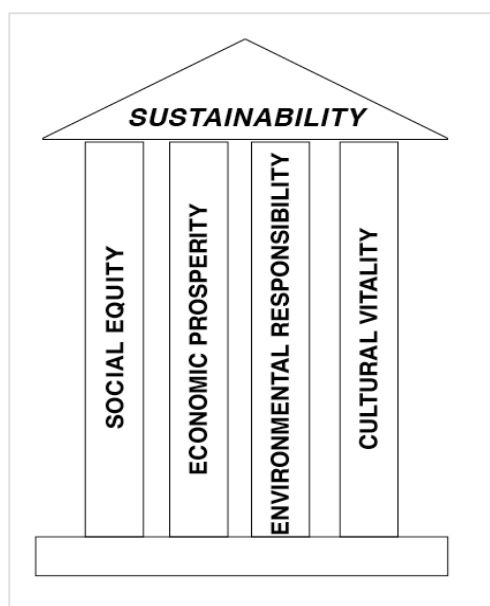 SUSTAINABILITY
SOCIAL EQUITY
ECONOMIC PROSPERITY
ENVIRONMENTAL RESPONSIBILITY
CULTURAL VITALITY